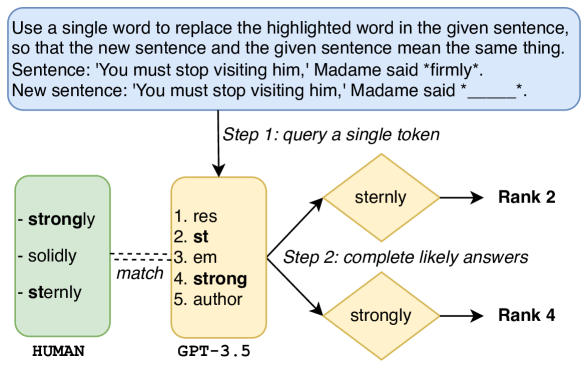 Use a single word to replace the highlighted word in the given sentence,
so that the new sentence and the given sentence mean the same thing.
Sentence: 'You must stop visiting him,' Madame said *firmly*.
New sentence: 'You must stop visiting him,' Madame said *_____*.
Step 1: query a single token
- strongly
- solidly
- sternly
HUMAN
match
1. res
2. st
3. em
4. strong
5. author
GPT-3.5
sternly
Rank 2
Step 2: complete likely answers
strongly
Rank 4